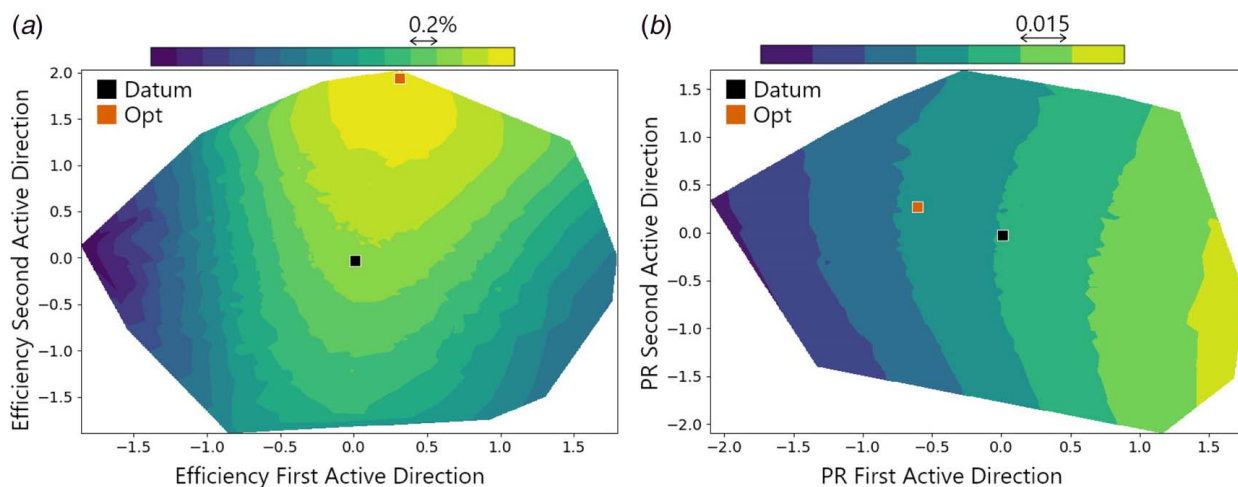 (a)
0.2%
Datum
Opt
2.0
1.5
1.0
0.5
0.0
−0.5
−1.0
−1.5
Efficiency Second Active Direction
−1.5 −1.0 −0.5 0.0 0.5 1.0 1.5
Efficiency First Active Direction
(b)
0.015
Datum
Opt
1.5
1.0
0.5
0.0
−0.5
−1.0
−1.5
−2.0
PR Second Active Direction
−2.0 −1.5 −1.0 −0.5 0.0 0.5 1.0 1.5
PR First Active Direction